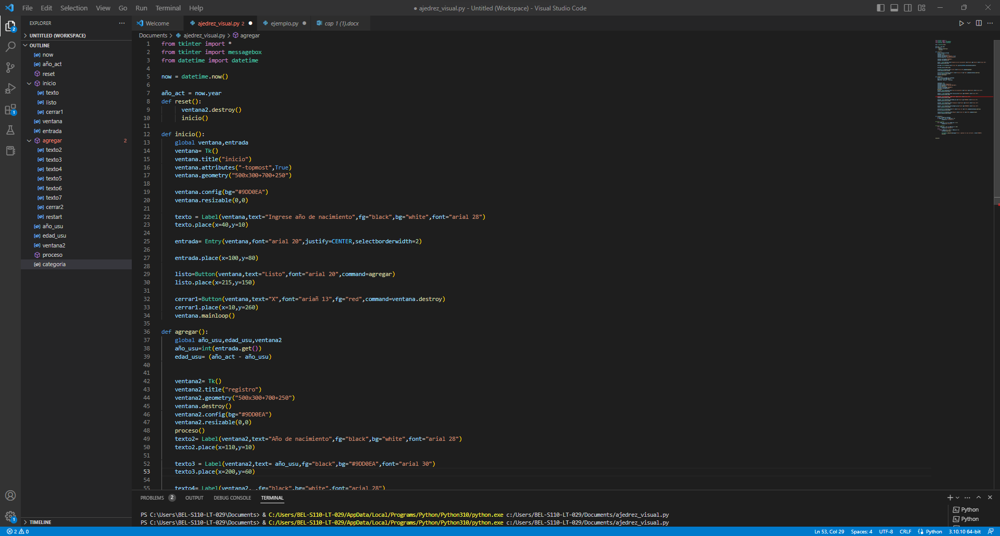 File Edit Selection View Go Run Terminal Help
● ajedrez_visual.py - Untitled (Workspace) - Visual Studio Code
EXPLORER ···
Welcome
ajedrez_visual.py 2 ●
ejemplo.py ●
cap 1 (1).docx
UNTITLED (WORKSPACE)
Documents > ajedrez_visual.py > agregar
OUTLINE
now
año_act
reset
inicio
texto
listo
cerrar1
ventana
entrada
agregar 2
texto2
texto3
texto4
texto5
texto6
texto7
cerrar2
restart
año_usu
edad_usu
ventana2
proceso
categoria
TIMELINE
2
1
1
1 from tkinter import *
2 from tkinter import messagebox
3 from datetime import datetime
4
5 now = datetime.now()
6
7 año_act = now.year
8 def reset():
9 ventana2.destroy()
10 inicio()
11
12 def inicio():
13 global ventana,entrada
14 ventana= Tk()
15 ventana.title("inicio")
16 ventana.attributes("-topmost",True)
17 ventana.geometry("500x300+700+250")
18
19 ventana.config(bg="#9DD0EA")
20 ventana.resizable(0,0)
21
22 texto = Label(ventana,text="Ingrese año de nacimiento",fg="black",bg="white",font="arial 28")
23 texto.place(x=40,y=10)
24
25 entrada= Entry(ventana,font="arial 20",justify=CENTER,selectborderwidth=2)
26
27 entrada.place(x=100,y=80)
28
29 listo=Button(ventana,text="Listo",font="arial 20",command=agregar)
30 listo.place(x=215,y=150)
31
32 cerrar1=Button(ventana,text="X",font="ariañ 13",fg="red",command=ventana.destroy)
33 cerrar1.place(x=10,y=260)
34 ventana.mainloop()
35
36 def agregar():
37 global año_usu,edad_usu,ventana2
38 año_usu=int(entrada.get())
39 edad_usu= (año_act - año_usu)
40
41
42 ventana2= Tk()
43 ventana2.title("registro")
44 ventana2.geometry("500x300+700+250")
45 ventana.destroy()
46 ventana2.config(bg="#9DD0EA")
47 ventana2.resizable(0,0)
48 proceso()
49 texto2= Label(ventana2,text="Año de nacimiento",fg="black",bg="white",font="arial 28")
50 texto2.place(x=110,y=10)
51
52 texto3 = Label(ventana2,text= año_usu,fg="black",bg="#9DD0EA",font="arial 30")
53 texto3.place(x=200,y=60)
54
55 texto4= Label(ventana2, ,fg="black",bg="white",font="arial 28")
PROBLEMS 2 OUTPUT DEBUG CONSOLE TERMINAL
PS C:\Users\BEL-S110-LT-029\Documents> & C:/Users/BEL-S110-LT-029/AppData/Local/Programs/Python/Python310/python.exe c:/Users/BEL-S110-LT-029/Documents/ajedrez_visual.py
PS C:\Users\BEL-S110-LT-029\Documents> & C:/Users/BEL-S110-LT-029/AppData/Local/Programs/Python/Python310/python.exe c:/Users/BEL-S110-LT-029/Documents/ajedrez_visual.py
Python
Python
2 0
Ln 53, Col 29 Spaces: 4 UTF-8 CRLF Python 3.10.10 64-bit